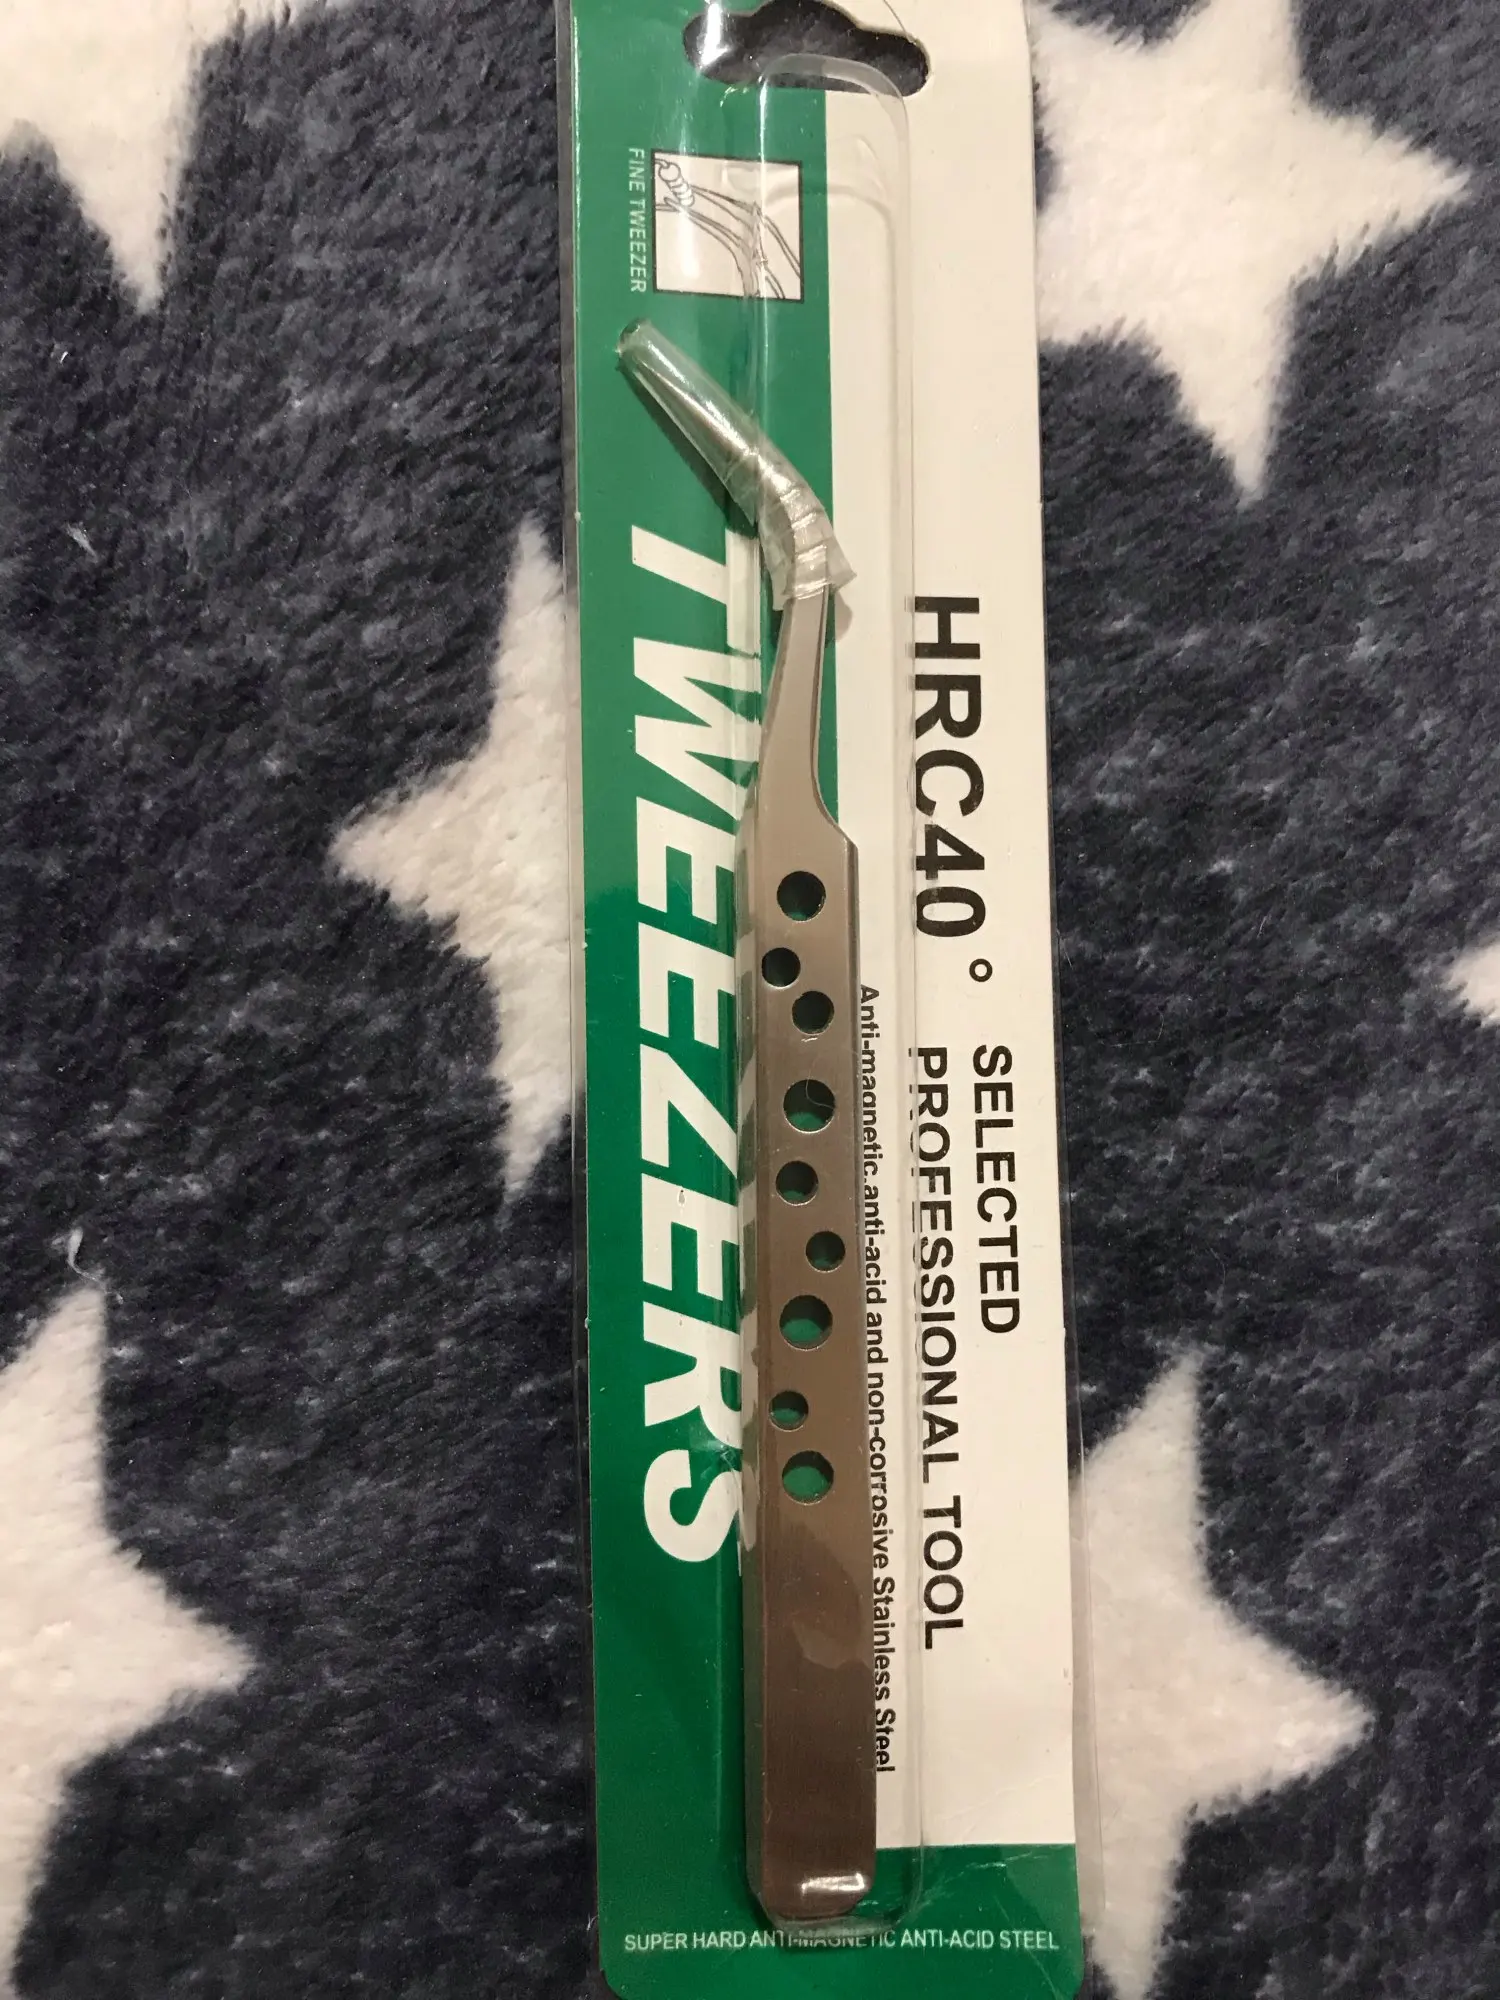 FINE TWEEZER
TWEEZERS
HRC40° SELECTED
PROFESSIONAL TOOL
Anti-magnetic.anti-acid and non-corrosive Stainless Steel
SUPER HARD ANTI-MAGNETIC ANTI-ACID STEEL